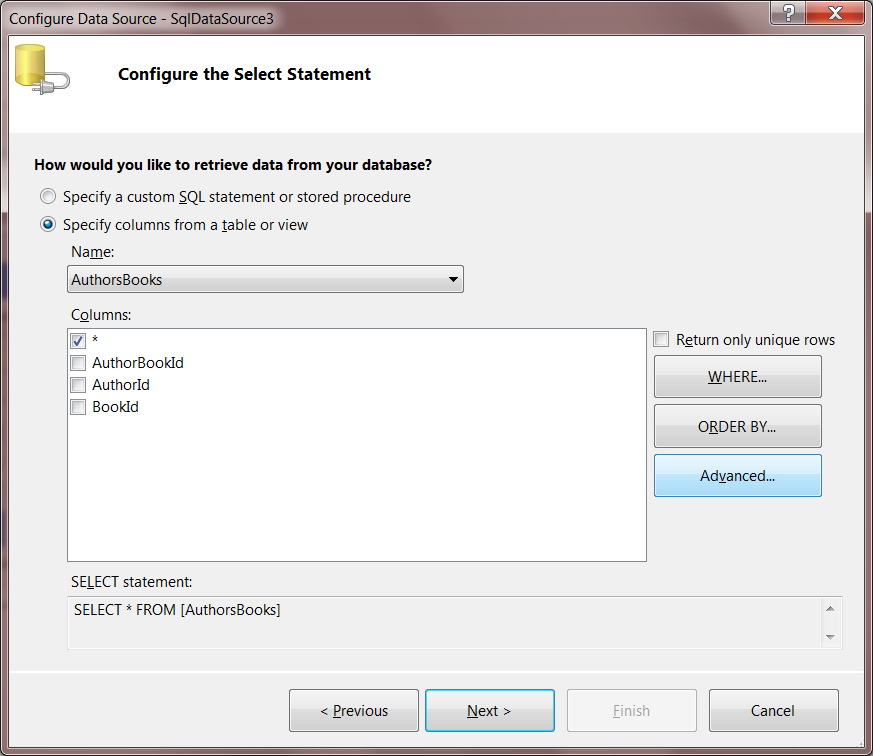 Configure Data Source - SqlDataSource3
?
X
Configure the Select Statement
How would you like to retrieve data from your database?
Specify a custom SQL statement or stored procedure
Specify columns from a table or view
Name:
AuthorsBooks
Columns:
*
Return only unique rows
AuthorBookId
WHERE...
AuthorId
BookId
ORDER BY...
Advanced...
SELECT statement:
SELECT * FROM [AuthorsBooks]
< Previous
Next >
Finish
Cancel